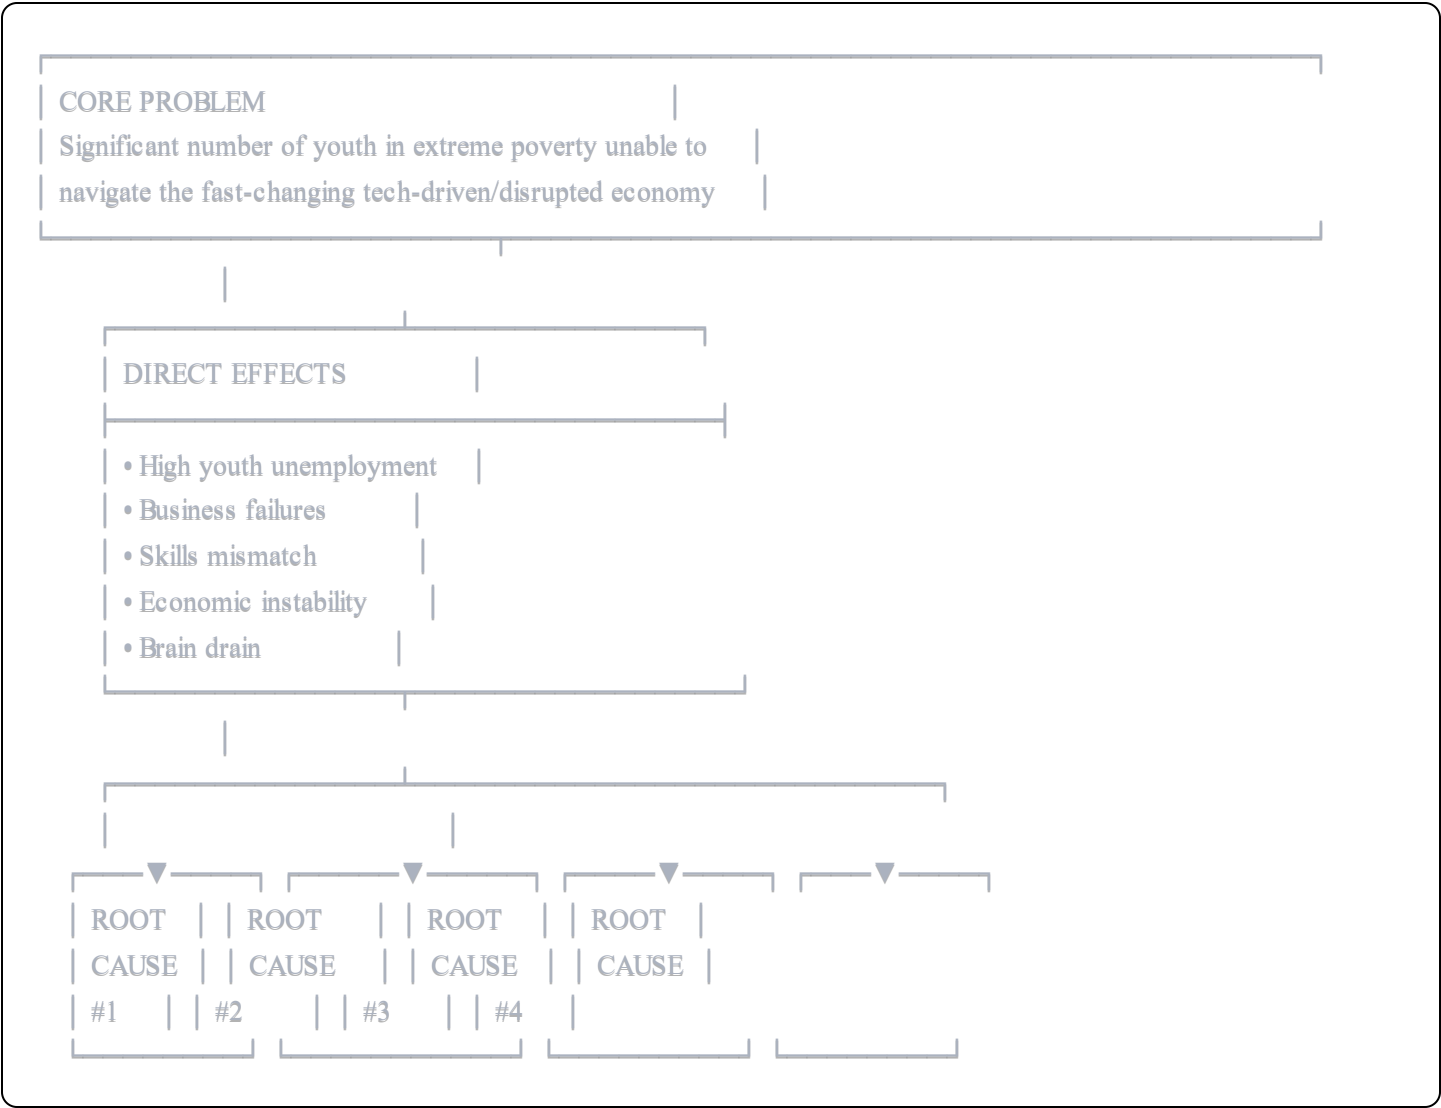 CORE PROBLEM
Significant number of youth in extreme poverty unable to
navigate the fast-changing tech-driven/disrupted economy
DIRECT EFFECTS
• High youth unemployment
• Business failures
• Skills mismatch
• Economic instability
• Brain drain
ROOT ROOT ROOT ROOT
CAUSE CAUSE CAUSE CAUSE
#1 #2 #3 #4